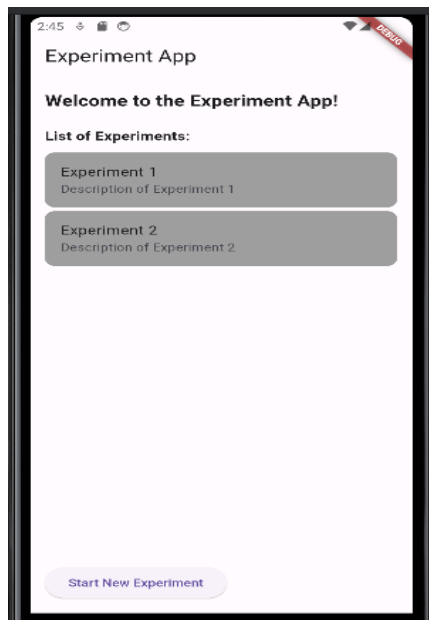 2:45
DEBUG
Experiment App
Welcome to the Experiment App!
List of Experiments:
Experiment 1
Description of Experiment 1
Experiment 2
Description of Experiment 2
Start New Experiment